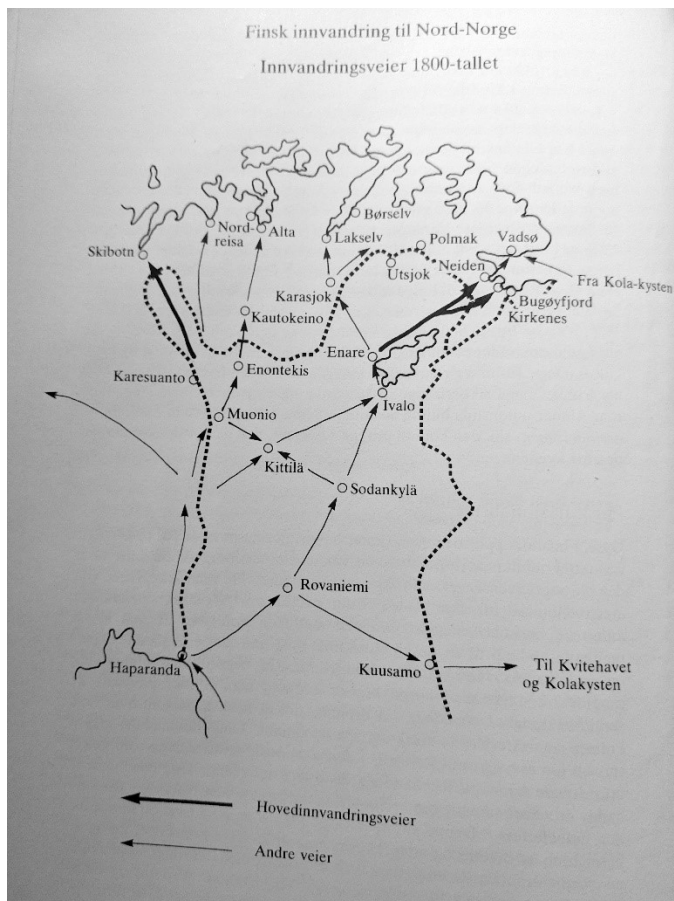 Finsk innvandring til Nord-Norge
Innvandringsveier 1800-tallet
Børselv
Nord-
reisa
Alta
Lakselv
Polmak
Vadsø
Skibotn
Utsjok
Neiden
Fra Kola-kysten
Karasjok
Bugøyfjord
Kirkenes
Kautokeino
Enare
Enontekis
Karesuanto
Ivalo
Muonio
Kittilä
Sodankylä
Rovaniemi
Haparanda
Kuusamo
Til Kvitehavet
og Kolakysten
Hovedinnvandringsveier
Andre veier